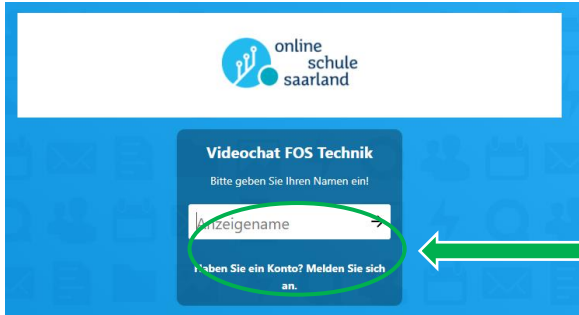 online
schule
saarland
Videochat FOS Technik
Bitte geben Sie Ihren Namen ein!
Anzeigename
Haben Sie ein Konto? Melden Sie sich
an.